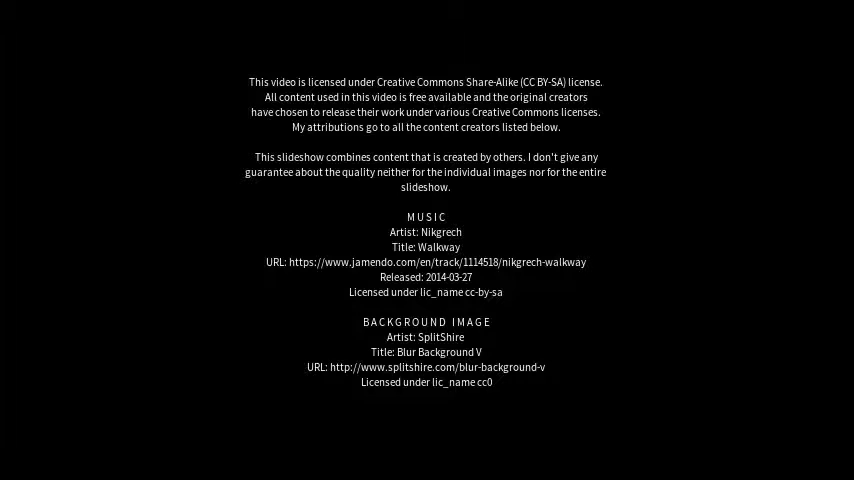 This video is licensed under Creative Commons Share-Alike (CC BY-SA) license.
All content used in this video is free available and the original creators
have chosen to release their work under various Creative Commons licenses.
My attributions go to all the content creators listed below.
This slideshow combines content that is created by others. I don't give any
guarantee about the quality neither for the individual images nor for the entire
slideshow.
MUSIC
Artist: Nikgrech
Title: Walkway
URL: https://www.jamendo.com/en/track/1114518/nikgrech-walkway
Released: 2014-03-27
Licensed under lic_name cc-by-sa
BACKGROUND IMAGE
Artist: SplitShire
Title: Blur Background V
URL: http://www.splitshire.com/blur-background-v
Licensed under lic_name cc0